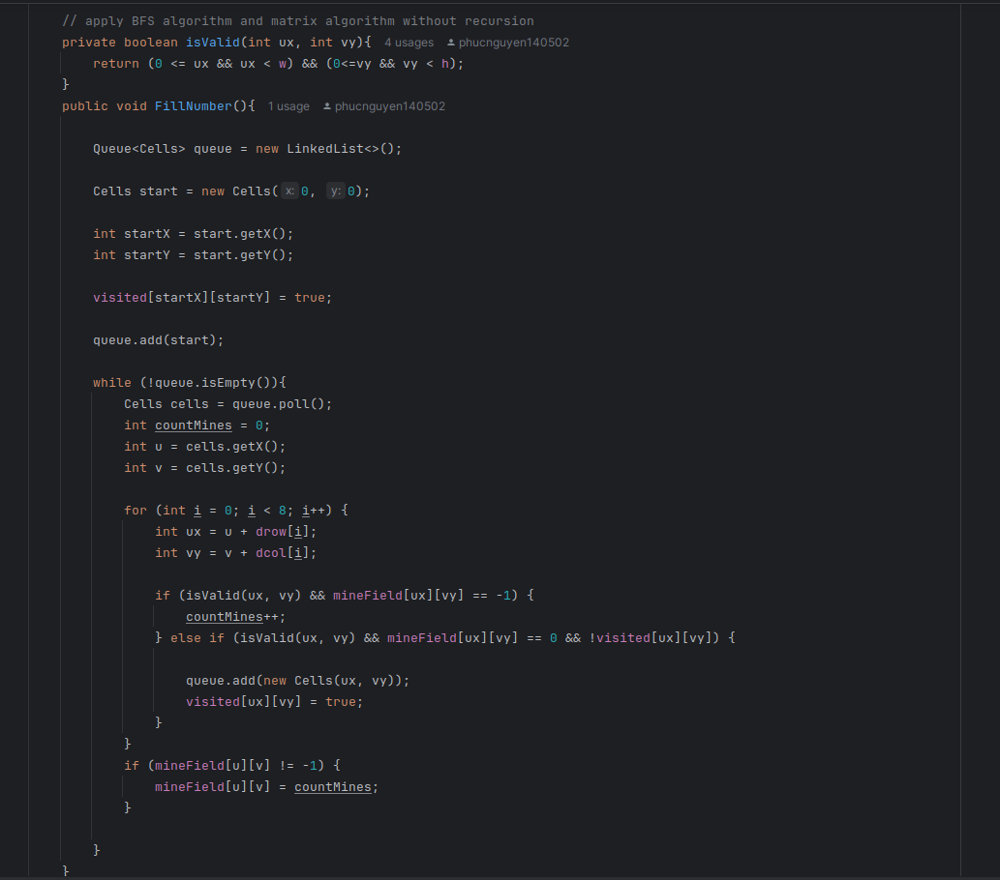 // apply BFS algorithm and matrix algorithm without recursion
private boolean isValid(int ux, int vy){ 4 usages phucnguyen140502
return (0 <= ux && ux < w) && (0<=vy && vy < h);
}
public void FillNumber(){ 1 usage phucnguyen140502
Queue<Cells> queue = new LinkedList<>();
Cells start = new Cells( x: 0, y: 0);
int startX = start.getX();
int startY = start.getY();
visited[startX][startY] = true;
queue.add(start);
while (!queue.isEmpty()){
Cells cells = queue.poll();
int countMines = 0;
int u = cells.getX();
int v = cells.getY();
for (int i = 0; i < 8; i++) {
int ux = u + drow[i];
int vy = v + dcol[i];
if (isValid(ux, vy) && mineField[ux][vy] == -1) {
countMines++;
} else if (isValid(ux, vy) && mineField[ux][vy] == 0 && !visited[ux][vy]) {
queue.add(new Cells(ux, vy));
visited[ux][vy] = true;
}
}
if (mineField[u][v] != -1) {
mineField[u][v] = countMines;
}
}
}